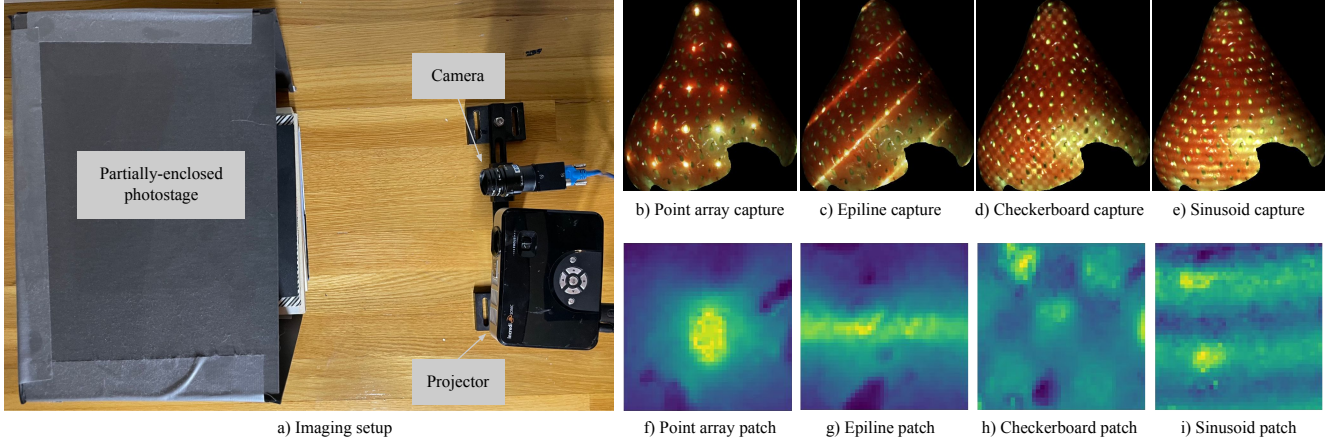 Partially-enclosed
photostage
Camera
Projector
a) Imaging setup
b) Point array capture
c) Epiline capture
d) Checkerboard capture
e) Sinusoid capture
f) Point array patch
g) Epiline patch
h) Checkerboard patch
i) Sinusoid patch